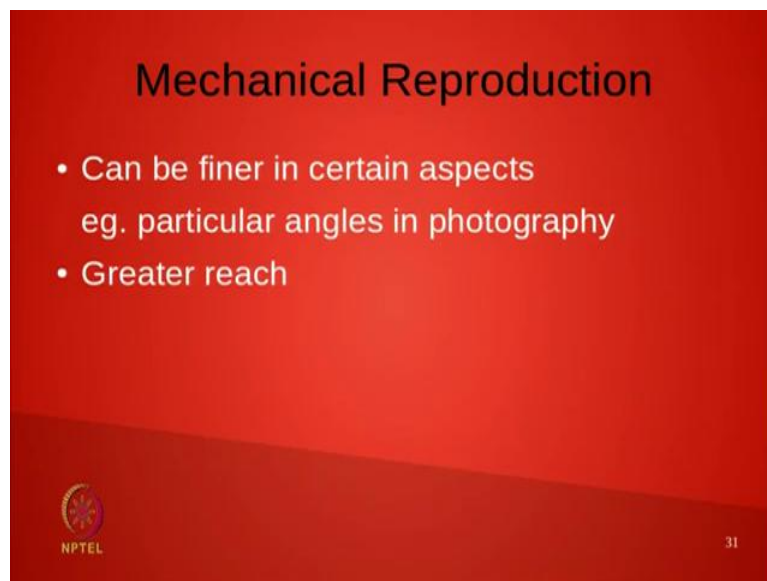 Mechanical Reproduction
• Can be finer in certain aspects
eg. particular angles in photography
• Greater reach
NPTEL
31